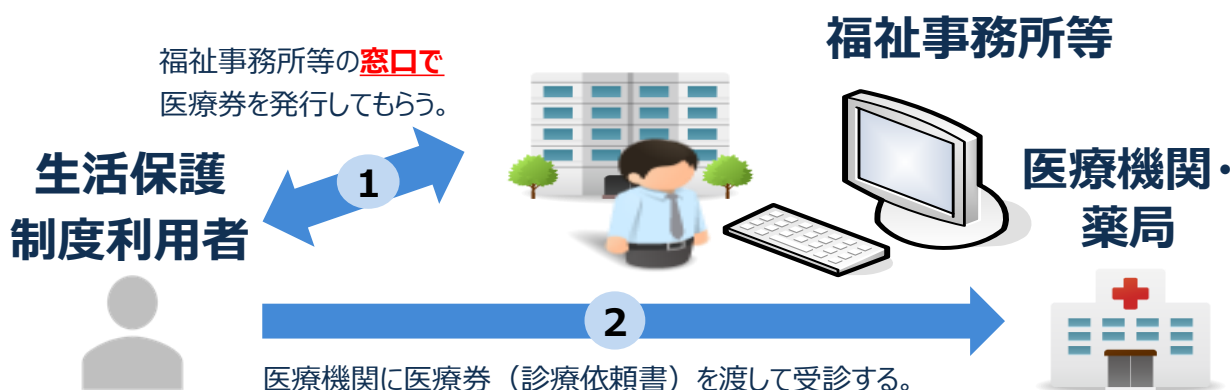 福祉事務所等
福祉事務所等の窓口で
医療券を発行してもらう。
生活保護
制度利用者
1
医療機関・
薬局
2
医療機関に医療券（診療依頼書）を渡して受診する。